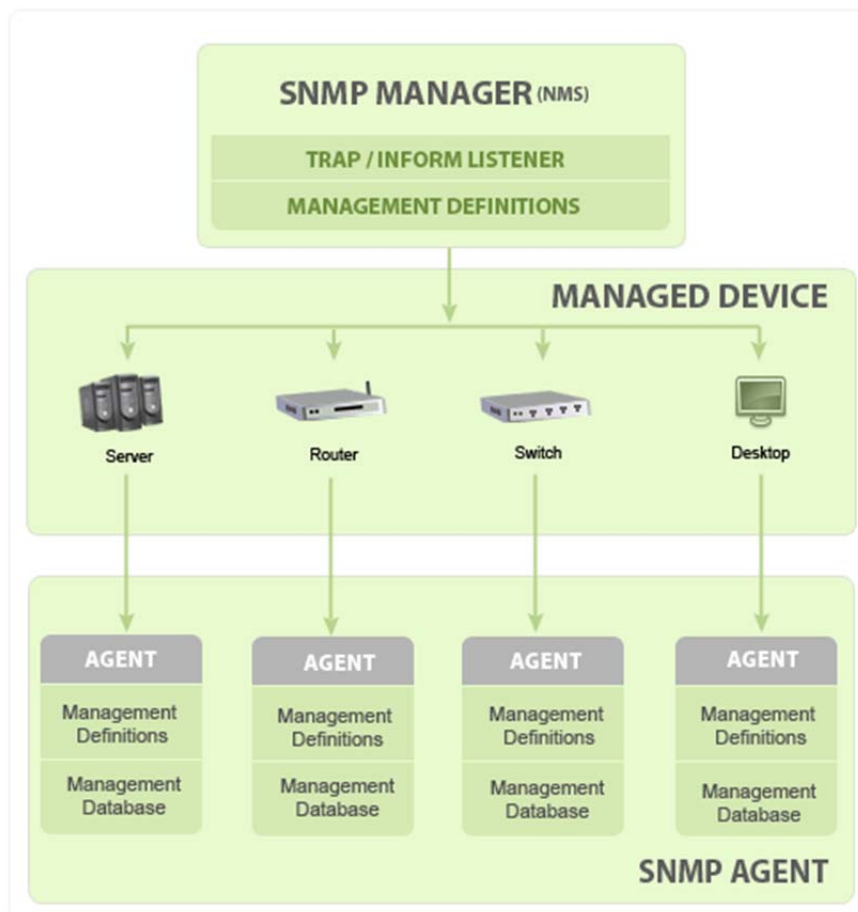 SNMP MANAGER (NMS)
TRAP / INFORM LISTENER
MANAGEMENT DEFINITIONS
MANAGED DEVICE
Server
Router
Switch
Desktop
AGENT
Management
Definitions
Management
Database
AGENT
Management
Definitions
Management
Database
AGENT
Management
Definitions
Management
Database
AGENT
Management
Definitions
Management
Database
SNMP AGENT